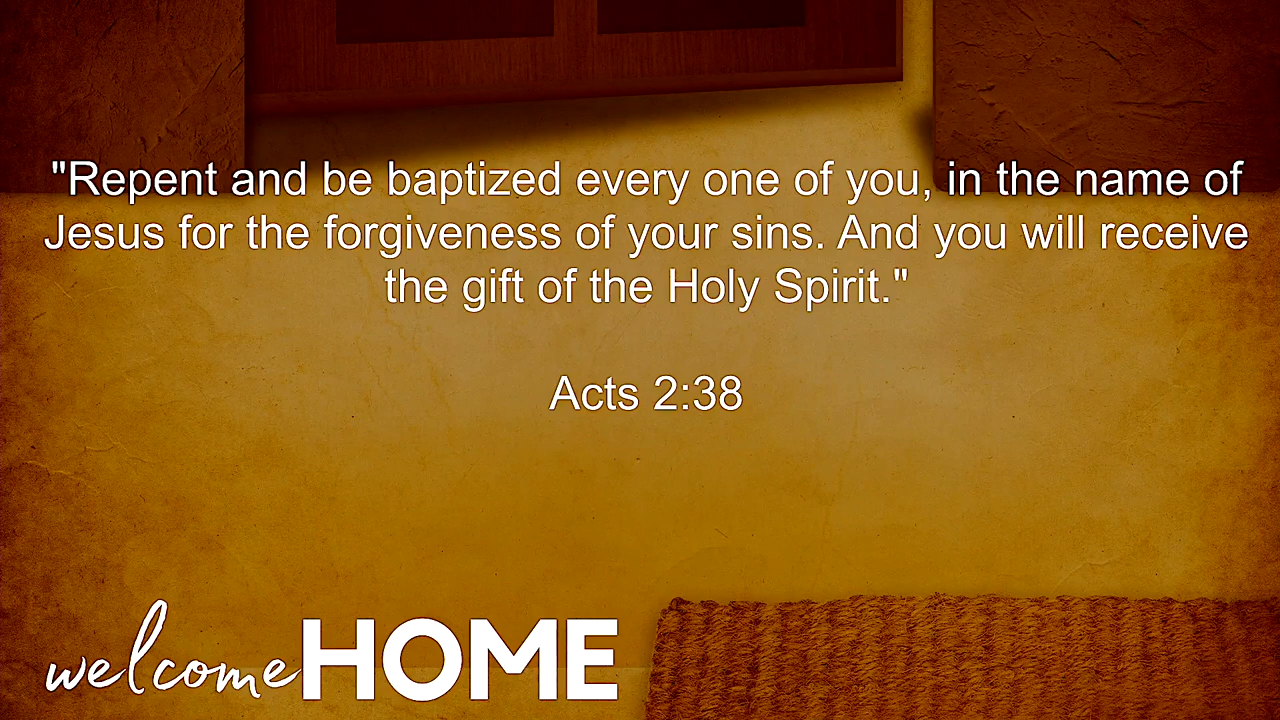 "Repent and be baptized every one of you, in the name of
Jesus for the forgiveness of your sins. And you will receive
the gift of the Holy Spirit."
Acts 2:38
welcomeHOME